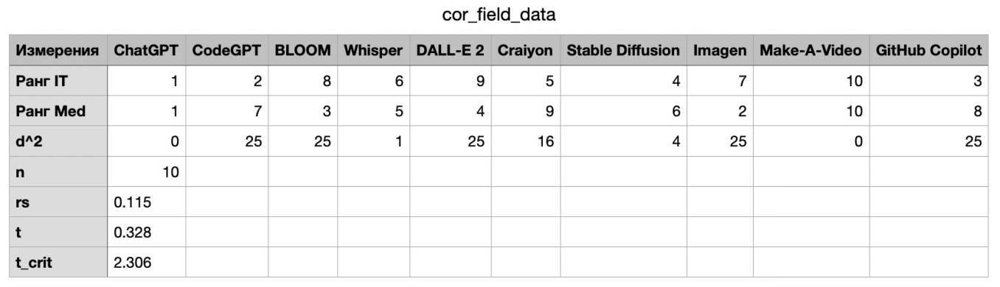 cor_field_data
Измерения ChatGPT CodeGPT BLOOM Whisper DALL-E 2 Craiyon Stable Diffusion Imagen Make-A-Video GitHub Copilot
Ранг IT 1 2 8 6 9 5 4 7 10 3
Ранг Med 1 7 3 5 4 9 6 2 10 8
d^2 0 25 25 1 25 16 4 25 0 25
n 10
rs 0.115
t 0.328
t_crit 2.306